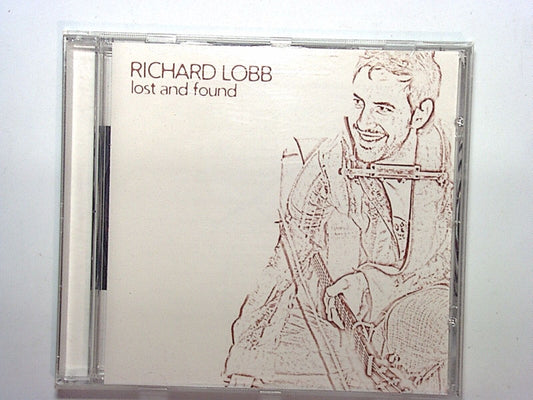 RICHARD LOBB
lost and found